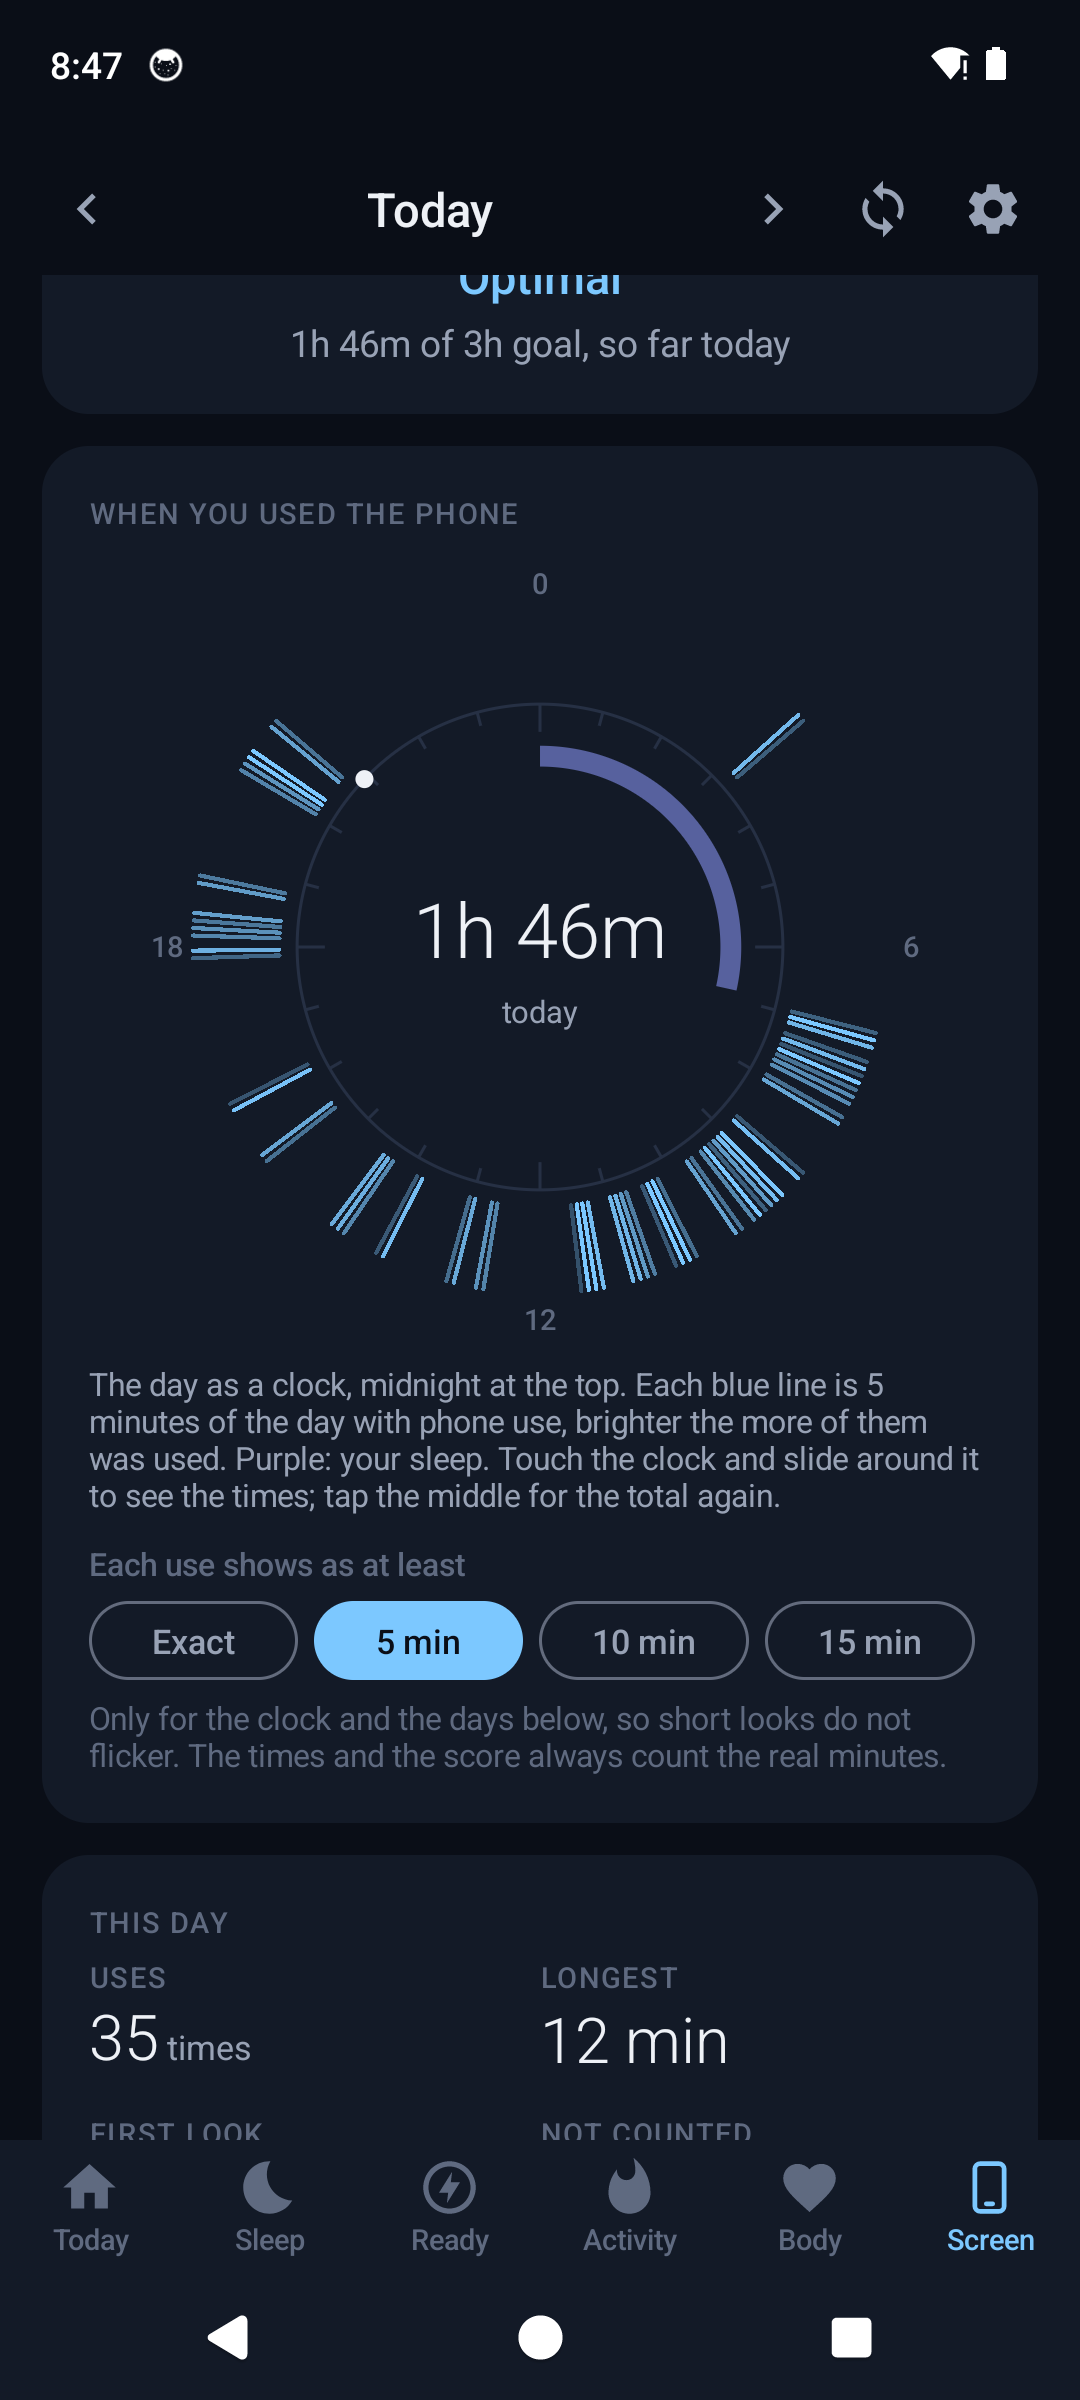 8:47
Today
Optimal
1h 46m of 3h goal, so far today
WHEN YOU USED THE PHONE
0
1h 46m
18
6
today
12
The day as a clock, midnight at the top. Each blue line is 5
minutes of the day with phone use, brighter the more of them
was used. Purple: your sleep. Touch the clock and slide around it
to see the times; tap the middle for the total again.
Each use shows as at least
Exact
5 min
10 min
15 min
Only for the clock and the days below, so short looks do not
flicker. The times and the score always count the real minutes.
THIS DAY
USES
LONGEST
35 times
12 min
FIRST LOOK
NOT COUNTED
Today
Sleep
Ready
Activity
Body
Screen